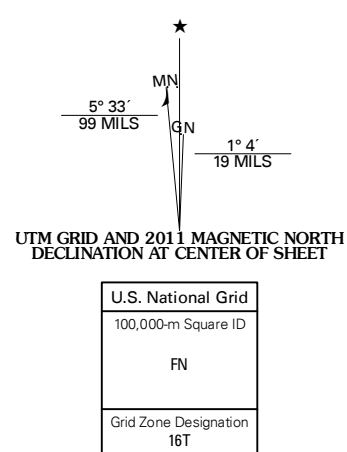 ★
MN
5° 33´
99 MILS
GN
1° 4´
19 MILS
UTM GRID AND 2011 MAGNETIC NORTH
DECLINATION AT CENTER OF SHEET
U.S. National Grid
100,000-m Square ID
FN
Grid Zone Designation
16T